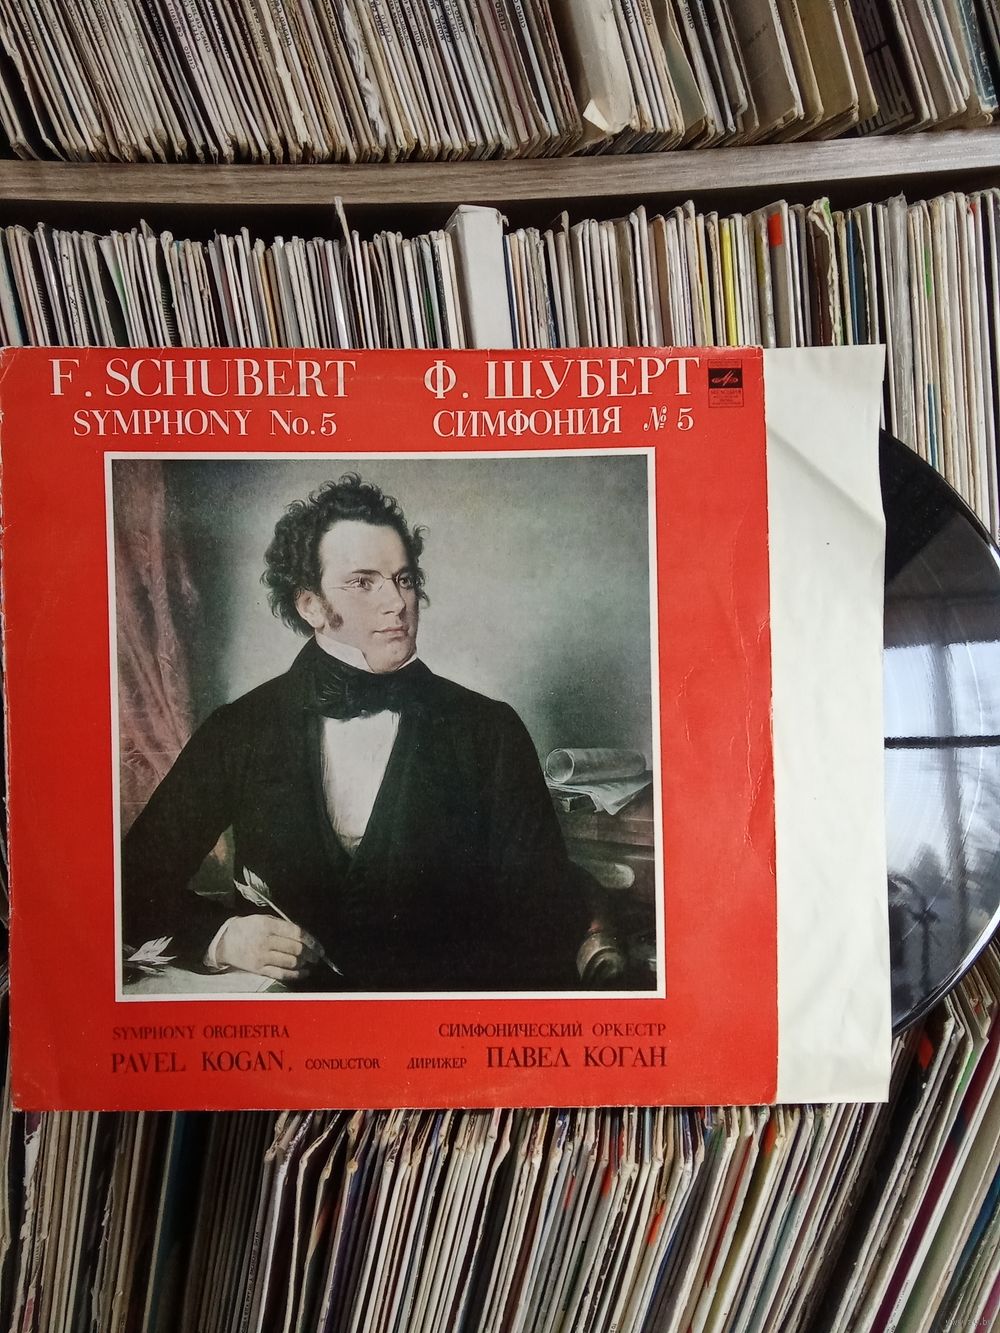 F. SCHUBERT
SYMPHONY No. 5
Ф. ШУБЕРТ
СИМФОНИЯ № 5
SYMPHONY ORCHESTRA
PAVEL KOGAN, CONDUCTOR
СИМФОНИЧЕСКИЙ ОРКЕСТР
ДИРИЖЕР ПАВЕЛ КОГАН